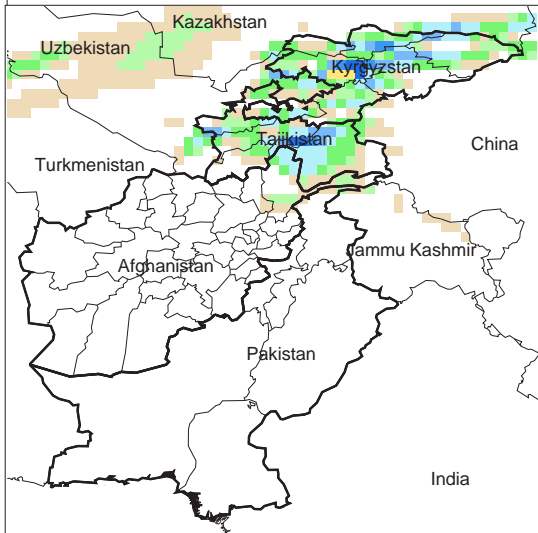 Kazakhstan
Uzbekistan
Kyrgyzstan
Tajikistan
China
Turkmenistan
Jammu Kashmir
Afghanistan
Pakistan
India